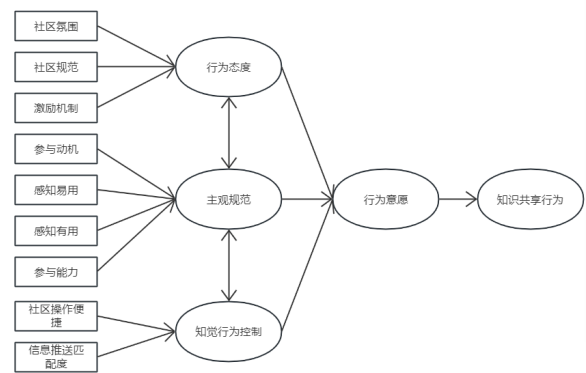 社区氛围
社区规范
激励机制
参与动机
感知易用
感知有用
参与能力
社区操作便
捷
信息推送匹
配度
行为态度
主观规范
知觉行为控制
行为意愿
知识共享行为